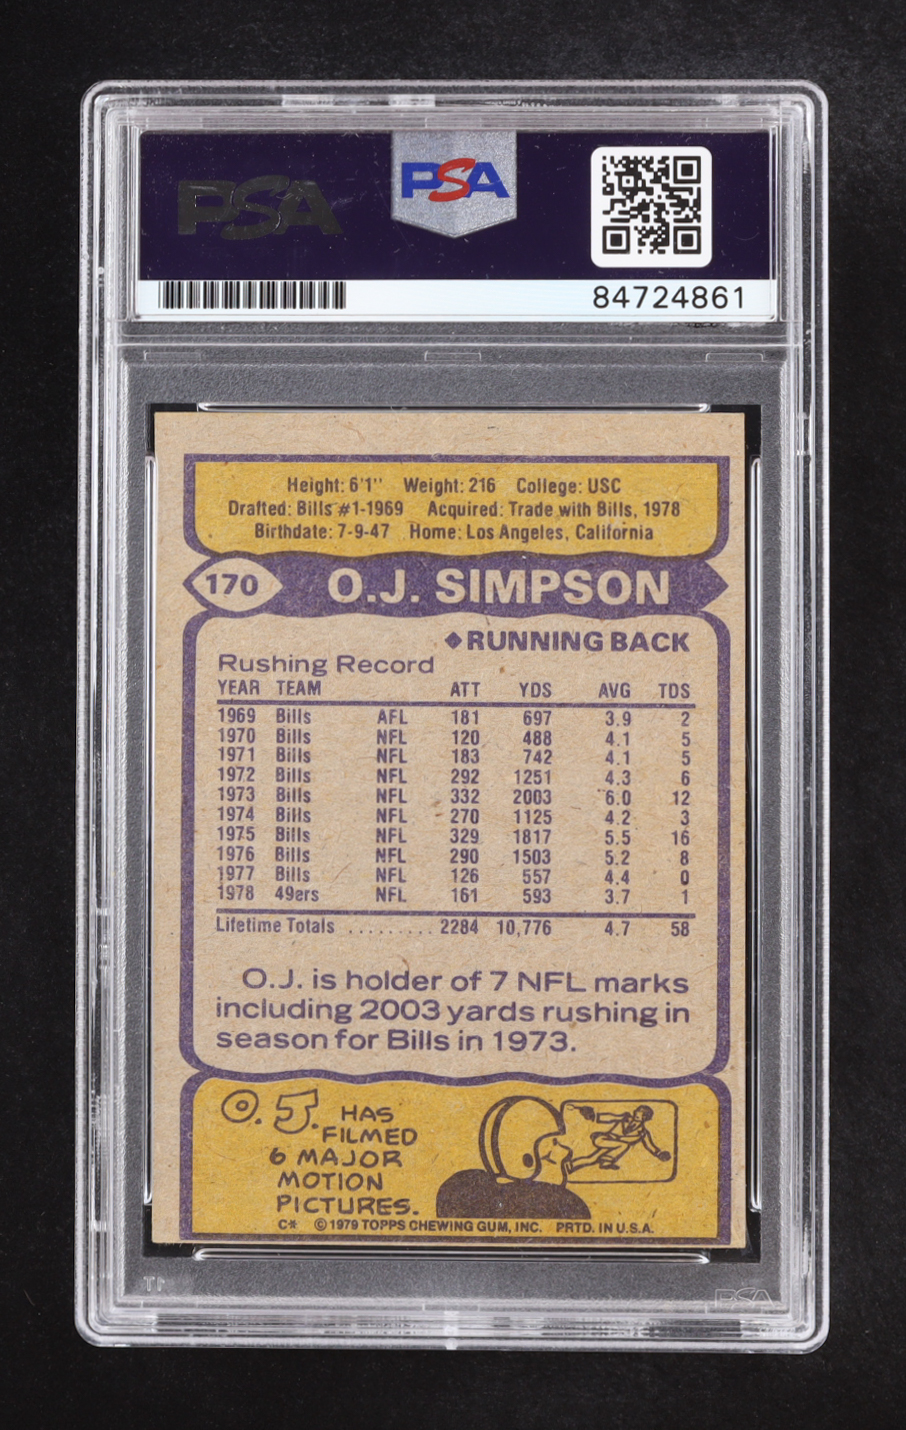 PSA PSA
84724861
Height: 6'1" Weight: 216 College: USC
Drafted: Bills #1-1969 Acquired: Trade with Bills, 1978
Birthdate: 7-9-47 Home: Los Angeles, California
170 O.J. SIMPSON
◆RUNNING BACK
Rushing Record
YEAR TEAM ATT YDS AVG TDS
1969 Bills AFL 181 697 3.9 2
1970 Bills NFL 120 488 4.1 5
1971 Bills NFL 183 742 4.1 5
1972 Bills NFL 292 1251 4.3 6
1973 Bills NFL 332 2003 6.0 12
1974 Bills NFL 270 1125 4.2 3
1975 Bills NFL 329 1817 5.5 16
1976 Bills NFL 290 1503 5.2 8
1977 Bills NFL 126 557 4.4 0
1978 49ers NFL 161 593 3.7 1
Lifetime Totals ......... 2284 10,776 4.7 58
O.J. is holder of 7 NFL marks
including 2003 yards rushing in
season for Bills in 1973.
O.J. HAS
FILMED
6 MAJOR
MOTION
PICTURES.
C* ©1979 TOPPS CHEWING GUM, INC. PRTD. IN U.S.A.
PSA